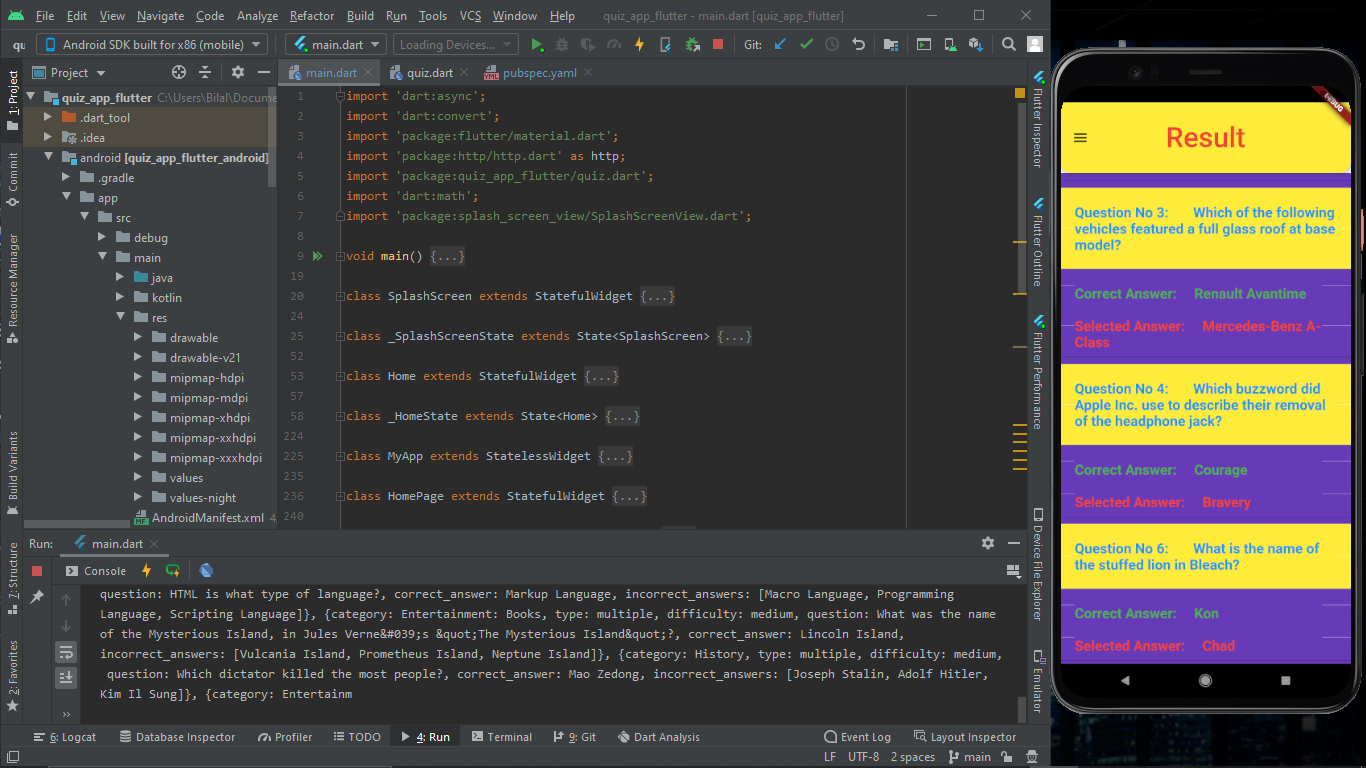 File Edit View Navigate Code Analyze Refactor Build Run Tools VCS Window Help quiz_app_flutter - main.dart [quiz_app_flutter]
qu Android SDK built for x86 (mobile) main.dart Loading Devices... Git:
Project main.dart quiz.dart pubspec.yaml
quiz_app_flutter C:\Users\Bilal\Docume
.dart_tool
.idea
android [quiz_app_flutter_android]
.gradle
app
src
debug
main
java
kotlin
res
drawable
drawable-v21
mipmap-hdpi
mipmap-mdpi
mipmap-xhdpi
mipmap-xxhdpi
mipmap-xxxhdpi
values
values-night
AndroidManifest.xml 4
1: Project
Commit
Resource Manager
Build Variants
7: Structure
2: Favorites
1 import 'dart:async';
2 import 'dart:convert';
3 import 'package:flutter/material.dart';
4 import 'package:http/http.dart' as http;
5 import 'package:quiz_app_flutter/quiz.dart';
6 import 'dart:math';
7 import 'package:splash_screen_view/SplashScreenView.dart';
8
9 void main() {...}
19
20 class SplashScreen extends StatefulWidget {...}
24
25 class _SplashScreenState extends State<SplashScreen> {...}
52
53 class Home extends StatefulWidget {...}
57
58 class _HomeState extends State<Home> {...}
224
225 class MyApp extends StatelessWidget {...}
235
236 class HomePage extends StatefulWidget {...}
240
Flutter Inspector
Flutter Outline
Flutter Performance
Device File Explorer
Emulator
Run: main.dart
Console
question: HTML is what type of language?, correct_answer: Markup Language, incorrect_answers: [Macro Language, Programming
Language, Scripting Language]}, {category: Entertainment: Books, type: multiple, difficulty: medium, question: What was the name
of the Mysterious Island, in Jules Verne&#039;s &quot;The Mysterious Island&quot;?, correct_answer: Lincoln Island,
incorrect_answers: [Vulcania Island, Prometheus Island, Neptune Island]}, {category: History, type: multiple, difficulty: medium,
question: Which dictator killed the most people?, correct_answer: Mao Zedong, incorrect_answers: [Joseph Stalin, Adolf Hitler,
Kim Il Sung]}, {category: Entertainm
6: Logcat Database Inspector Profiler TODO 4: Run Terminal 9: Git Dart Analysis Event Log Layout Inspector
LF UTF-8 2 spaces main
DEBUG
Result
Question No 3: Which of the following
vehicles featured a full glass roof at base
model?
Correct Answer: Renault Avantime
Selected Answer: Mercedes-Benz A-
Class
Question No 4: Which buzzword did
Apple Inc. use to describe their removal
of the headphone jack?
Correct Answer: Courage
Selected Answer: Bravery
Question No 6: What is the name of
the stuffed lion in Bleach?
Correct Answer: Kon
Selected Answer: Chad